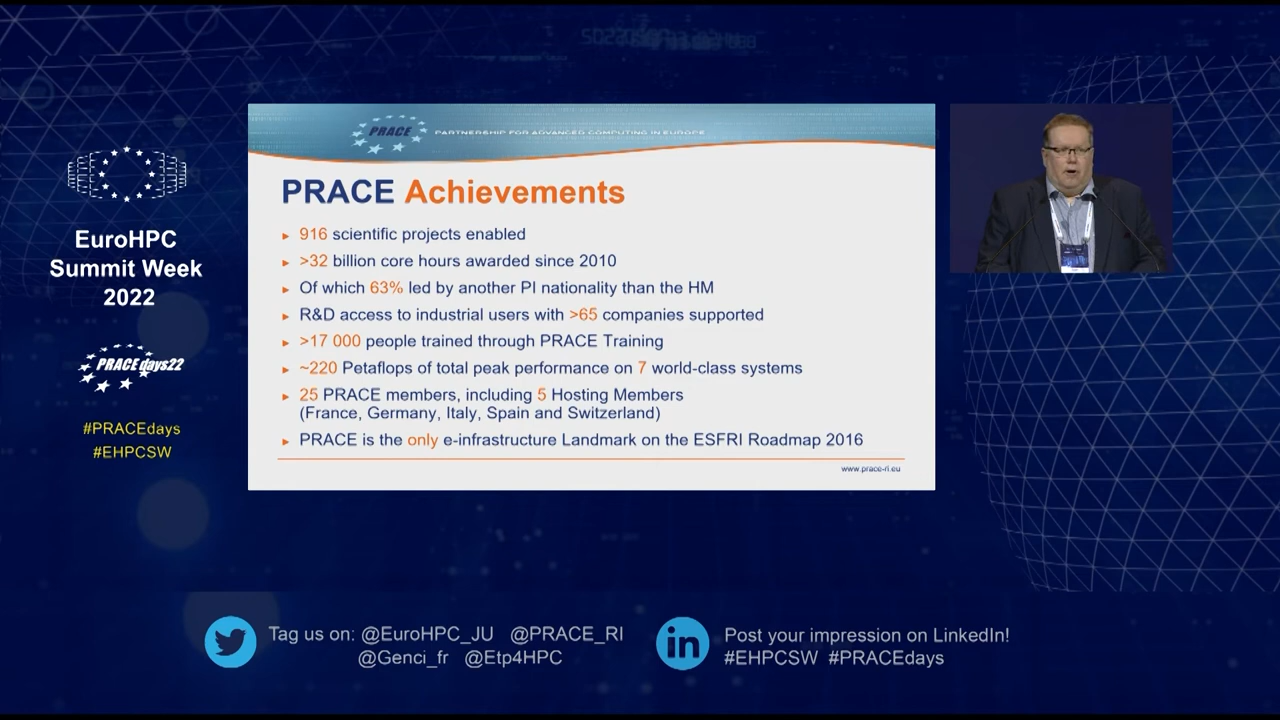 EuroHPC
Summit Week
2022
PRACEdays22
#PRACEdays
#EHPCSW
PRACE
PARTNERSHIP FOR ADVANCED COMPUTING IN EUROPE
PRACE Achievements
► 916 scientific projects enabled
► >32 billion core hours awarded since 2010
► Of which 63% led by another PI nationality than the HM
► R&D access to industrial users with >65 companies supported
► >17 000 people trained through PRACE Training
► ~220 Petaflops of total peak performance on 7 world-class systems
► 25 PRACE members, including 5 Hosting Members
(France, Germany, Italy, Spain and Switzerland)
► PRACE is the only e-infrastructure Landmark on the ESFRI Roadmap 2016
www.prace-ri.eu
Tag us on: @EuroHPC_JU @PRACE_RI
@Genci_fr @Etp4HPC
in
Post your impression on LinkedIn!
#EHPCSW #PRACEdays